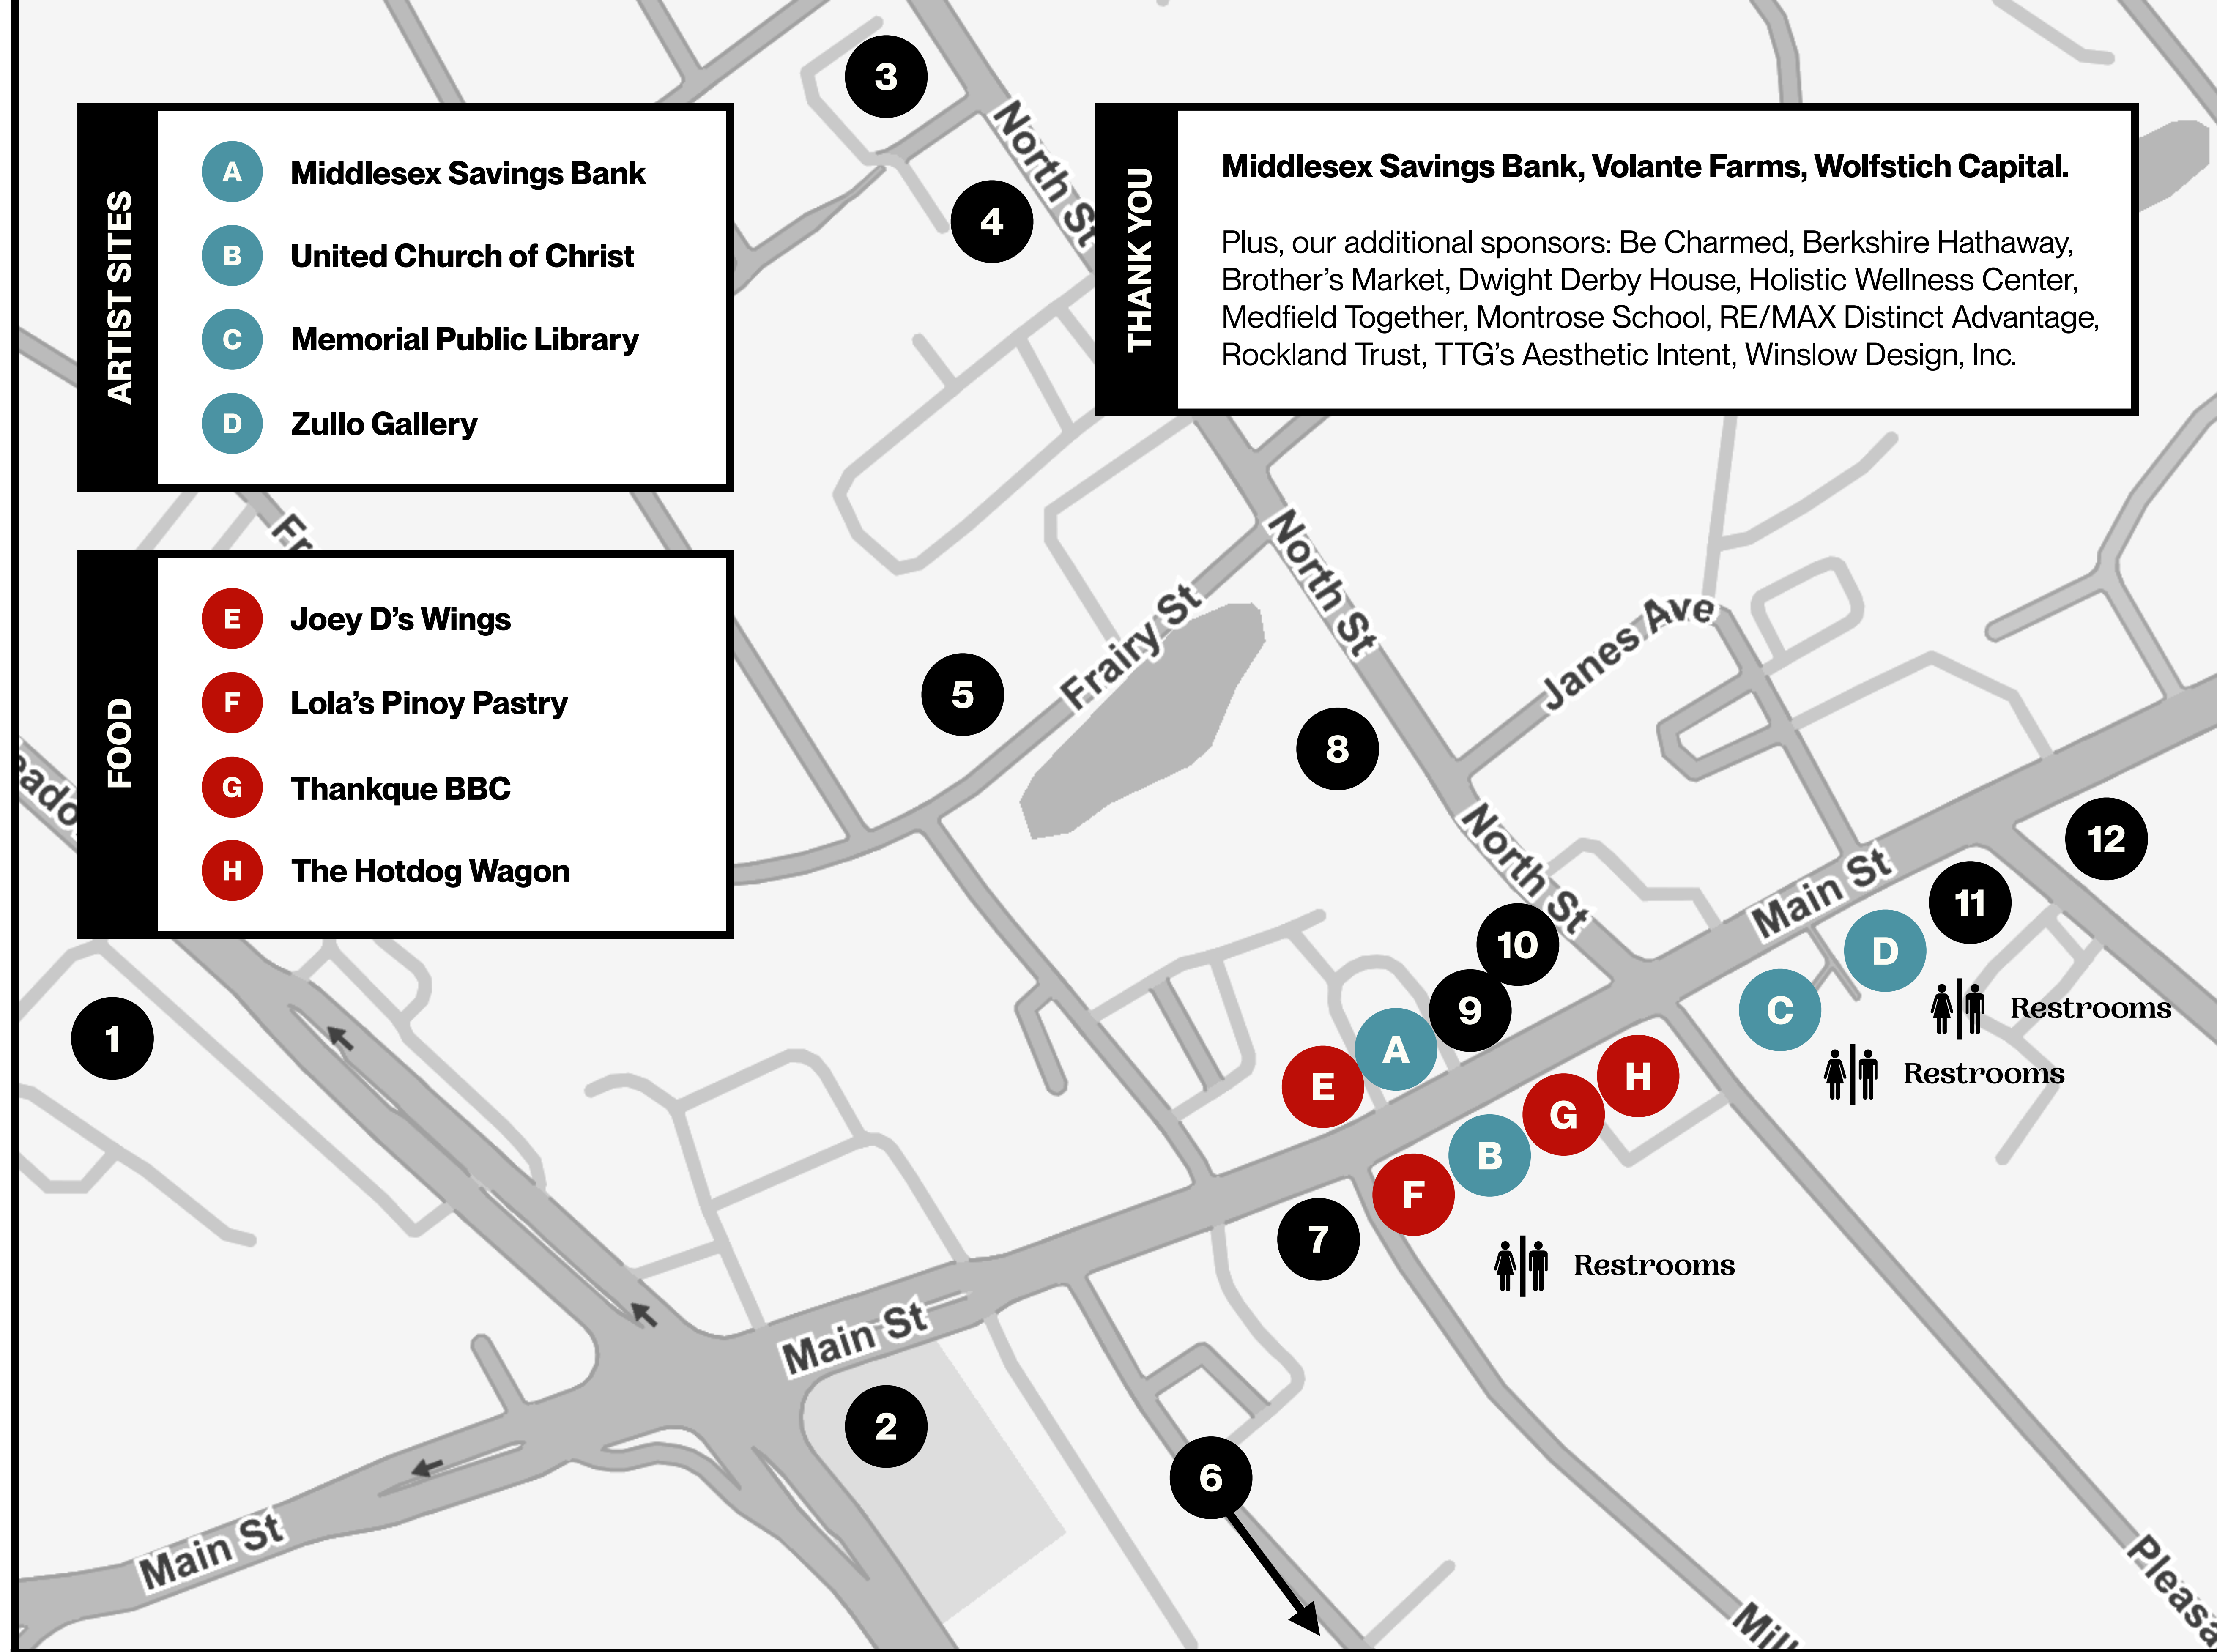 3
North St
4
ARTIST SITES
A Middlesex Savings Bank
B United Church of Christ
C Memorial Public Library
D Zullo Gallery
THANK YOU
Middlesex Savings Bank, Volante Farms, Wolfstich Capital.
Plus, our additional sponsors: Be Charmed, Berkshire Hathaway,
Brother’s Market, Dwight Derby House, Holistic Wellness Center,
Medfield Together, Montrose School, RE/MAX Distinct Advantage,
Rockland Trust, TTG’s Aesthetic Intent, Winslow Design, Inc.
Fr
FOOD
E Joey D’s Wings
F Lola’s Pinoy Pastry
G Thankque BBC
H The Hotdog Wagon
North St
Frairy St
Janes Ave
5
8
eado
North St
12
Main St
11
10
D
9
C
Restrooms
1
A
E
H
Restrooms
G
B
F
7
Restrooms
Main St
2
6
Main St
Pleasa
Mill